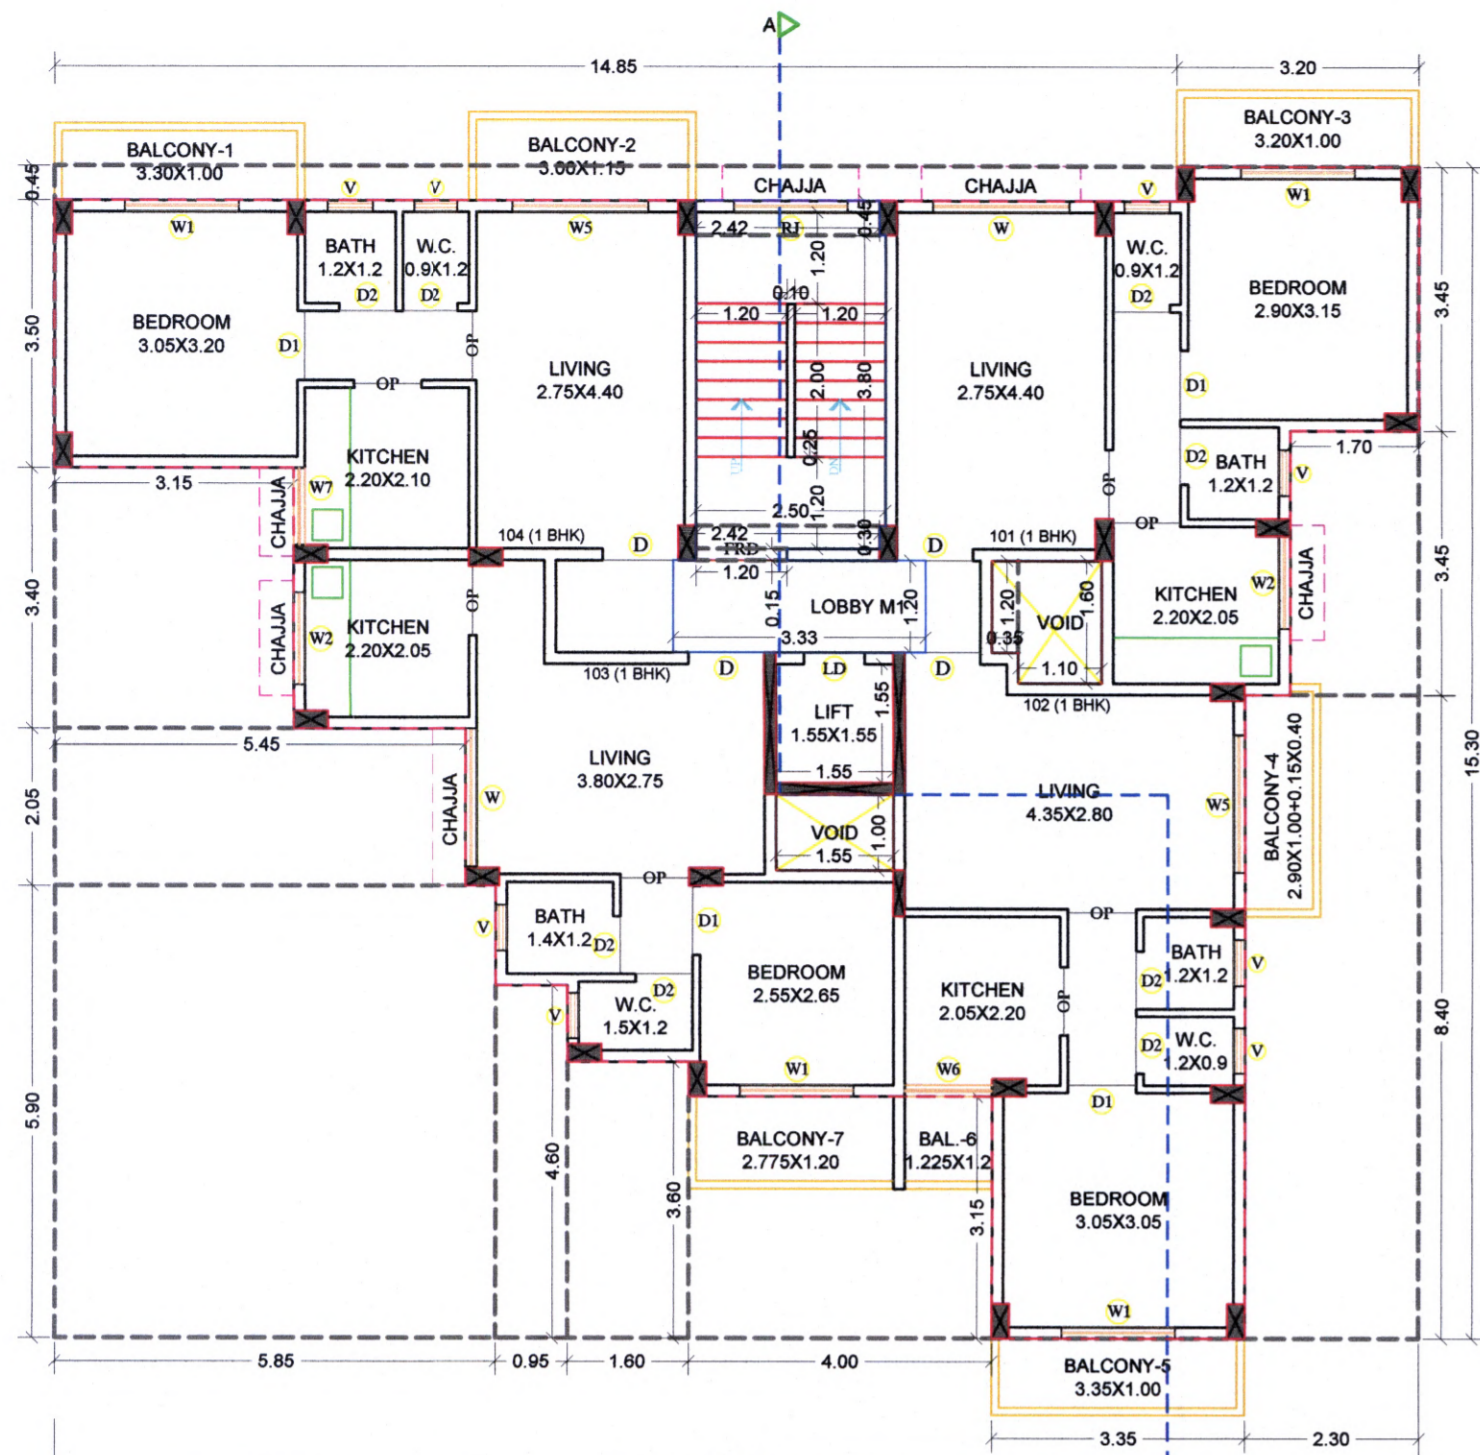 A
14.85
3.20
BALCONY-1
3.30X1.00
BALCONY-2
3.00X1.15
BALCONY-3
3.20X1.00
0.45
V
V
CHAJJA
CHAJJA
V
W1
W5
2.42
RJ
0.45
W
W1
BATH
1.2X1.2
W.C.
0.9X1.2
1.20
W.C.
0.9X1.2
D2
D2
0.10
D2
BEDROOM
2.90X3.15
BEDROOM
3.05X3.20
1.20
1.20
3.50
D1
OP
3.45
LIVING
2.75X4.40
2.00
3.80
LIVING
2.75X4.40
OP
D1
UP
DN
0.25
KITCHEN
2.20X2.10
D2
BATH
1.2X1.2
V
1.70
3.15
W7
CHAJJA
OP
1.20
2.50
OP
104 (1 BHK)
D
2.42
FRD
0.30
D
101 (1 BHK)
1.20
3.40
CHAJJA
W2
KITCHEN
2.20X2.05
OP
0.15
LOBBY M1
1.20
3.33
1.20
0.35
VOID
1.60
1.10
KITCHEN
2.20X2.05
W2
CHAJJA
3.45
103 (1 BHK)
D
LD
D
102 (1 BHK)
LIFT
1.55X1.55
1.55
1.55
5.45
LIVING
3.80X2.75
CHAJJA
W
2.05
VOID
1.00
1.55
LIVING
4.35X2.80
W5
BALCONY-4
2.90X1.00+0.15X0.40
15.30
OP
OP
V
BATH
1.4X1.2
D2
D1
BEDROOM
2.55X2.65
D2
W.C.
1.5X1.2
V
KITCHEN
2.05X2.20
OP
BATH
1.2X1.2
D2
V
D2
W.C.
1.2X0.9
V
8.40
W1
W6
D1
5.90
4.60
3.60
BALCONY-7
2.775X1.20
BAL.-6
1.225X1.2
3.15
BEDROOM
3.05X3.05
W1
5.85
0.95
1.60
4.00
BALCONY-5
3.35X1.00
3.35
2.30